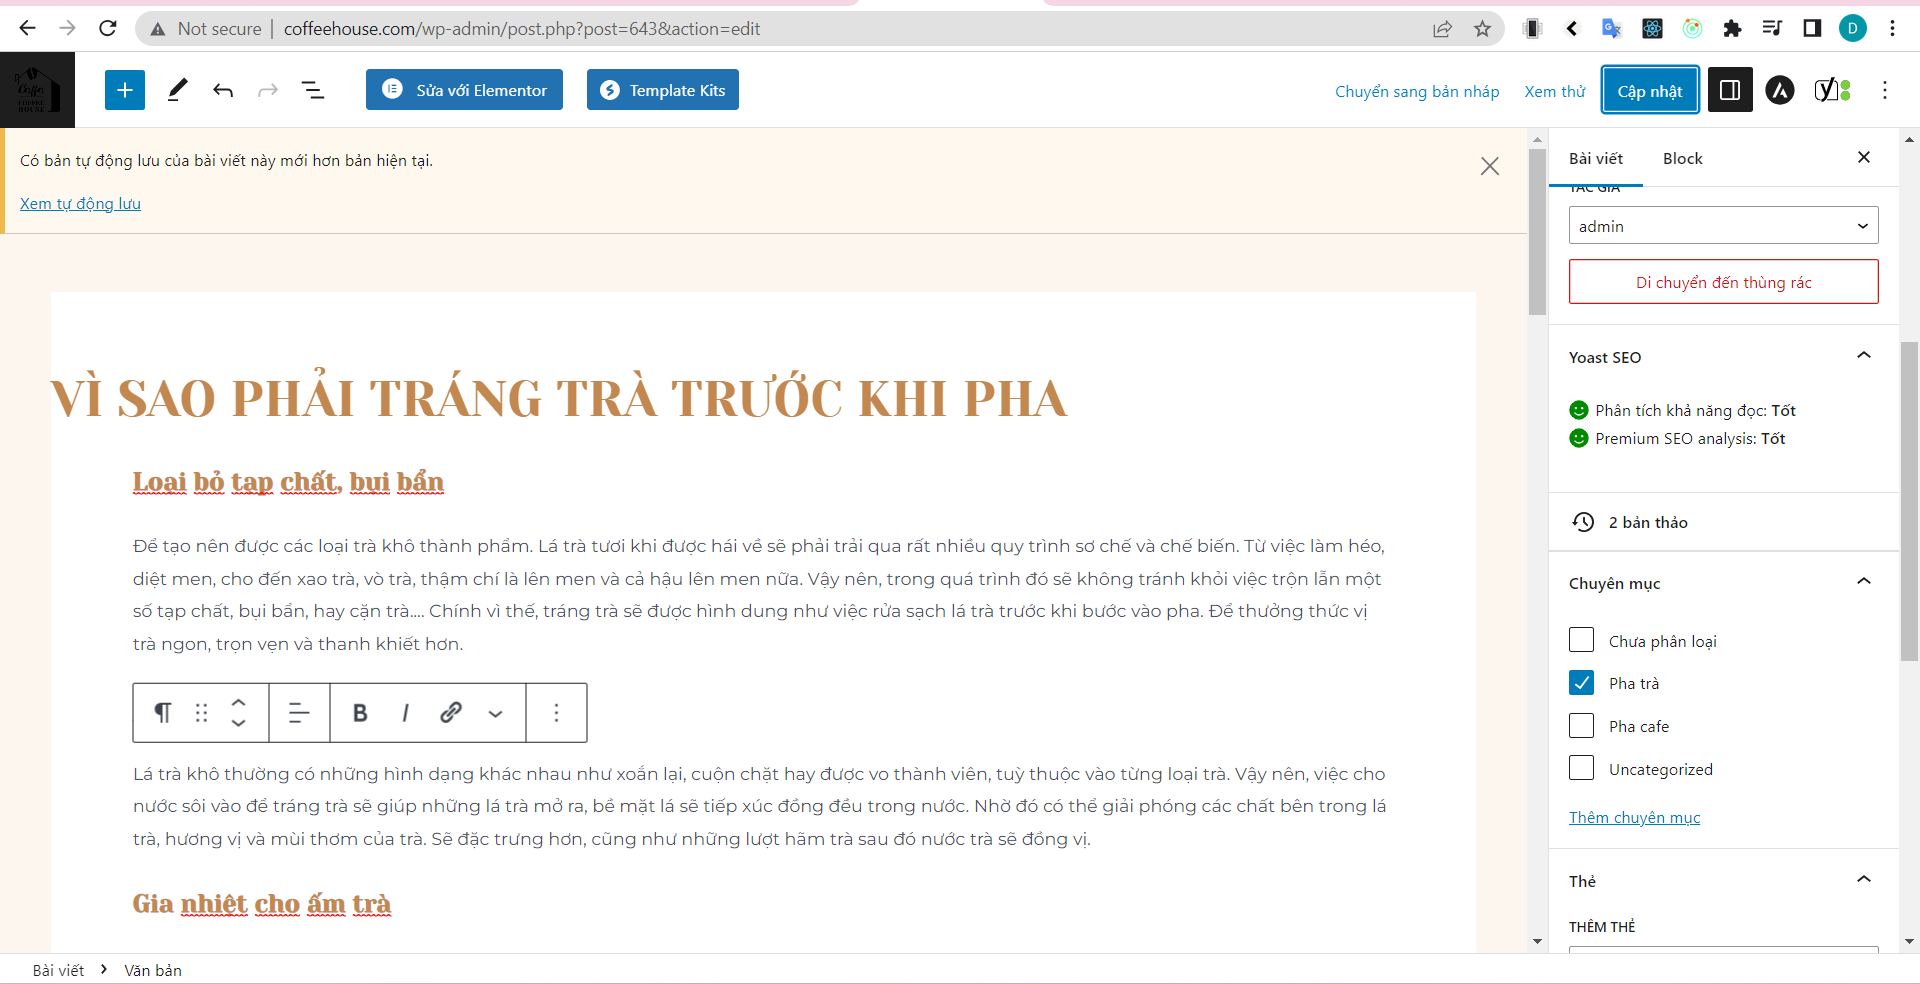 Not secure | coffeehouse.com/wp-admin/post.php?post=643&action=edit
D
Coffe
COFFEE
HOUSE
Sửa với Elementor
Template Kits
Chuyển sang bản nháp
Xem thử
Cập nhật
Có bản tự động lưu của bài viết này mới hơn bản hiện tại.
Xem tự động lưu
VÌ SAO PHẢI TRÁNG TRÀ TRƯỚC KHI PHA
Loại bỏ tạp chất, bụi bẩn
Để tạo nên được các loại trà khô thành phẩm. Lá trà tươi khi được hái về sẽ phải trải qua rất nhiều quy trình sơ chế và chế biến. Từ việc làm héo,
diệt men, cho đến xao trà, vò trà, thậm chí là lên men và cả hậu lên men nữa. Vậy nên, trong quá trình đó sẽ không tránh khỏi việc trộn lẫn một
số tạp chất, bụi bẩn, hay cặn trà.... Chính vì thế, tráng trà sẽ được hình dung như việc rửa sạch lá trà trước khi bước vào pha. Để thưởng thức vị
trà ngon, trọn vẹn và thanh khiết hơn.
B I
Lá trà khô thường có những hình dạng khác nhau như xoắn lại, cuộn chặt hay được vo thành viên, tuỳ thuộc vào từng loại trà. Vậy nên, việc cho
nước sôi vào để tráng trà sẽ giúp những lá trà mở ra, bề mặt lá sẽ tiếp xúc đồng đều trong nước. Nhờ đó có thể giải phóng các chất bên trong lá
trà, hương vị và mùi thơm của trà. Sẽ đặc trưng hơn, cũng như những lượt hãm trà sau đó nước trà sẽ đồng vị.
Gia nhiệt cho ấm trà
Bài viết
Block
TÁC GIẢ
admin
Di chuyển đến thùng rác
Yoast SEO
Phân tích khả năng đọc: Tốt
Premium SEO analysis: Tốt
2 bản thảo
Chuyên mục
Chưa phân loại
Pha trà
Pha cafe
Uncategorized
Thêm chuyên mục
Thẻ
THÊM THẺ
Bài viết > Văn bản